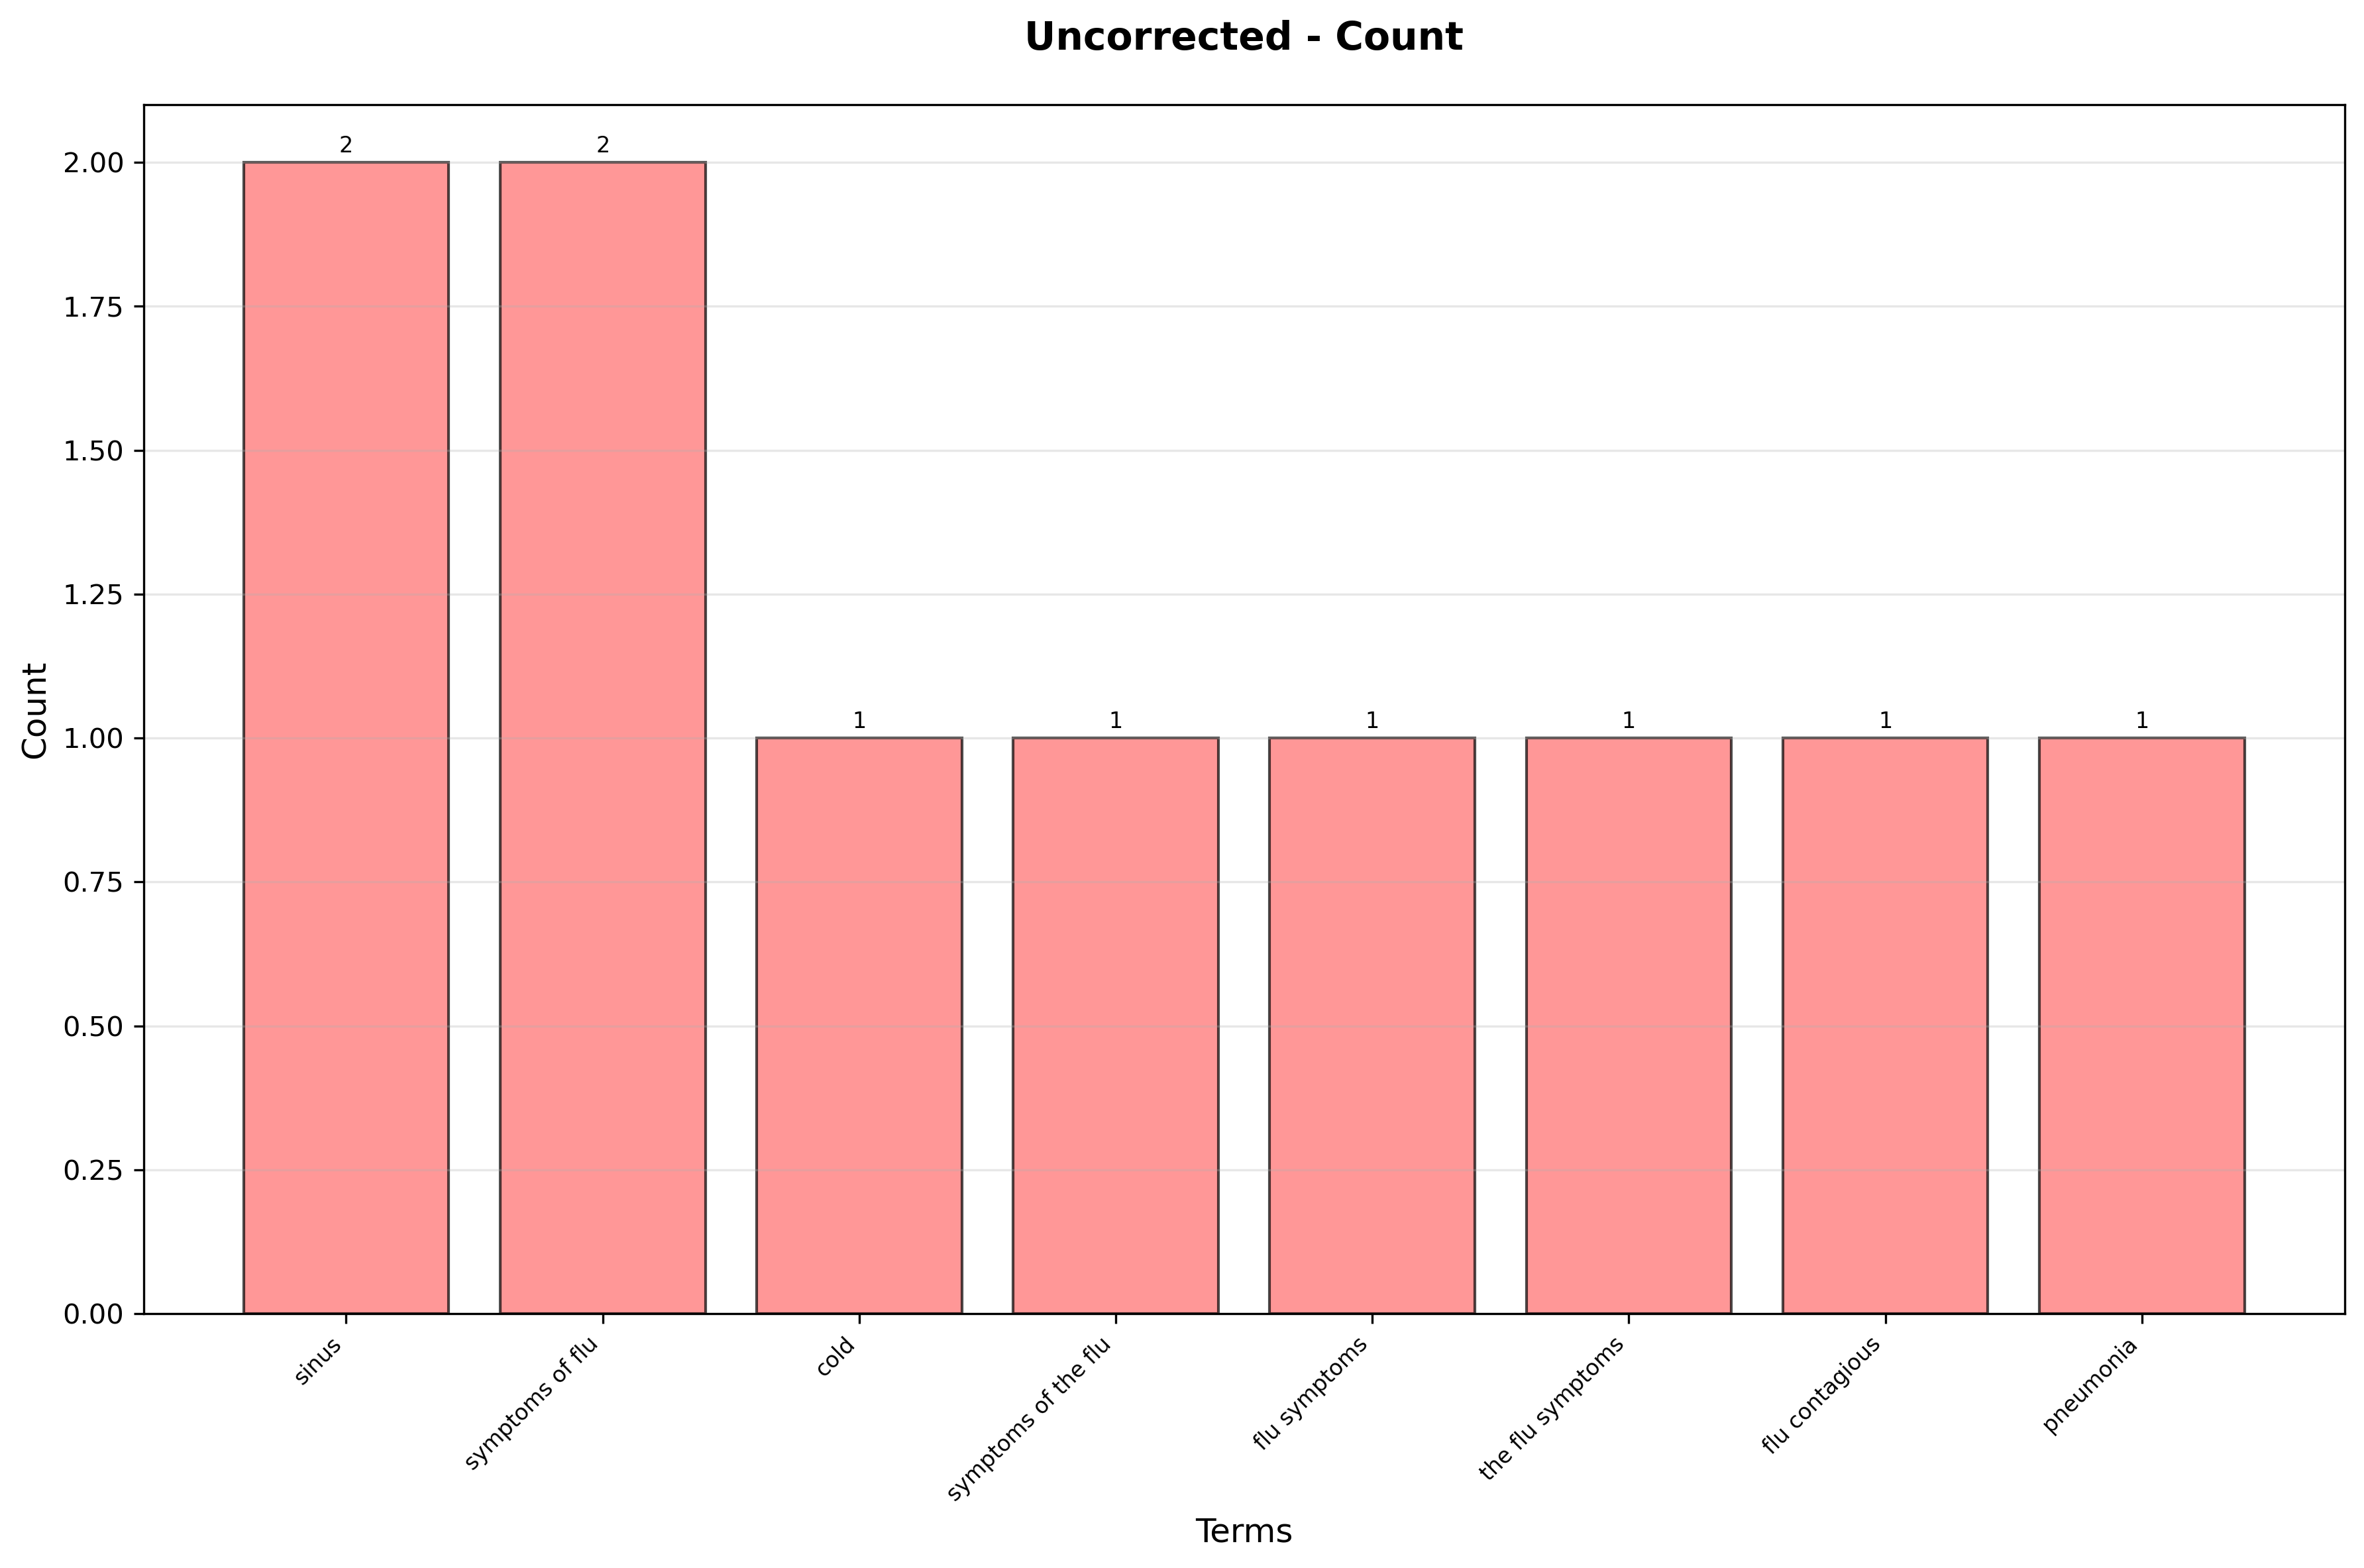 Uncorrected - Count
2 2
2.00
1.75
1.50
1.25
1 1 1 1 1 1
1.00
0.75
0.50
0.25
0.00
Count
sinus
symptoms of flu
cold
symptoms of the flu
flu symptoms
the flu symptoms
flu contagious
pneumonia
Terms